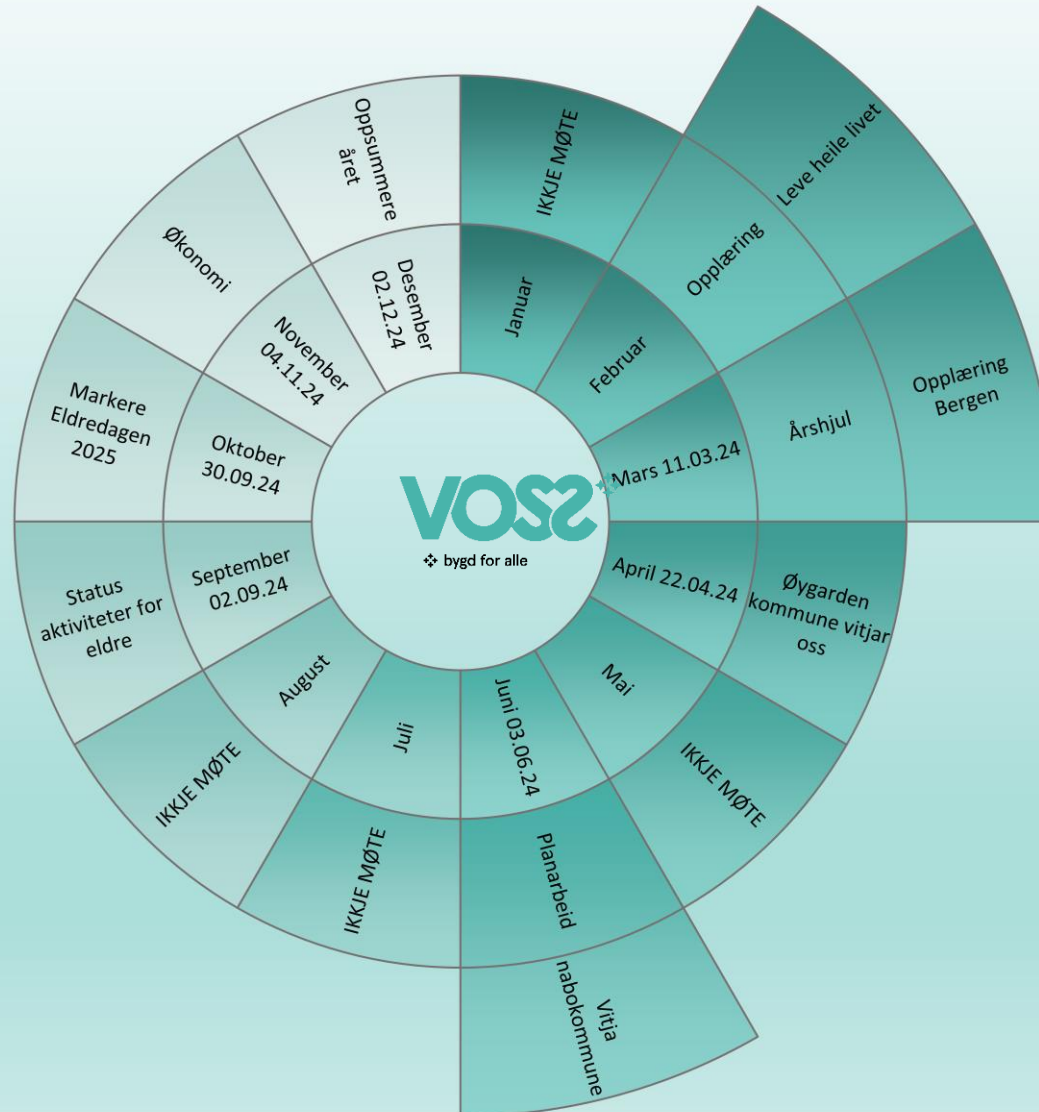 VOSS
bygd for alle
Januar
IKKJE MØTE
Februar
Opplæring
Leve heile livet
Mars 11.03.24
Årshjul
Opplæring
Bergen
April 22.04.24
Øygarden
kommune vitjar
oss
Mai
IKKJE MØTE
Juni 03.06.24
Planarbeid
Vitja
nabokommune
Juli
IKKJE MØTE
August
IKKJE MØTE
September
02.09.24
Status
aktiviteter for
eldre
Oktober
30.09.24
Markere
Eldredagen
2025
November
04.11.24
Økonomi
Desember
02.12.24
Oppsummere
året